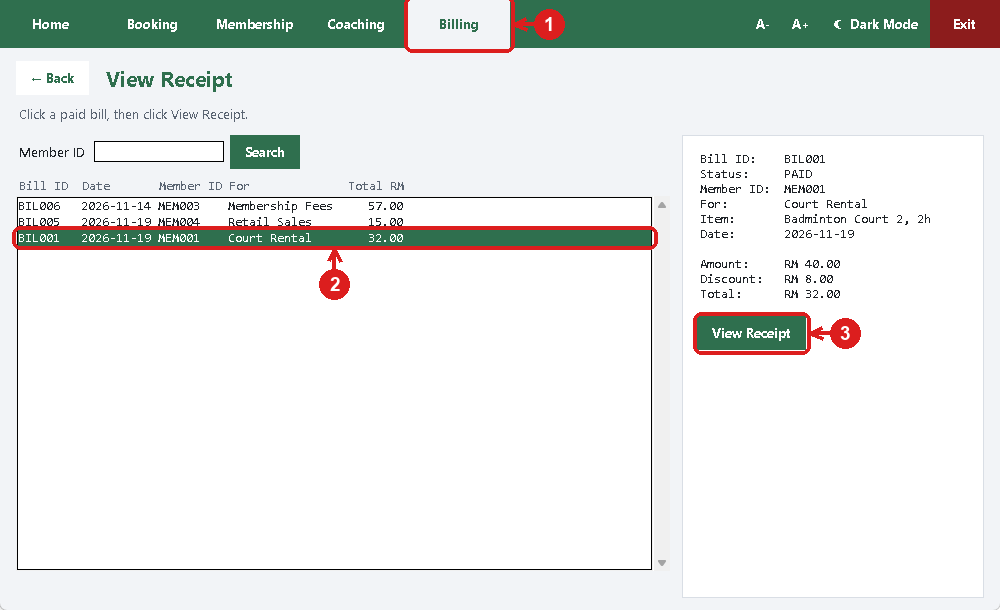 Home Booking Membership Coaching Billing 1 A- A+ Dark Mode Exit
← Back View Receipt
Click a paid bill, then click View Receipt.
Member ID Search
Bill ID Date Member ID For Total RM
BIL006 2026-11-14 MEM003 Membership Fees 57.00
BIL005 2026-11-19 MEM004 Retail Sales 15.00
BIL001 2026-11-19 MEM001 Court Rental 32.00
2
Bill ID: BIL001
Status: PAID
Member ID: MEM001
For: Court Rental
Item: Badminton Court 2, 2h
Date: 2026-11-19
Amount: RM 40.00
Discount: RM 8.00
Total: RM 32.00
View Receipt 3